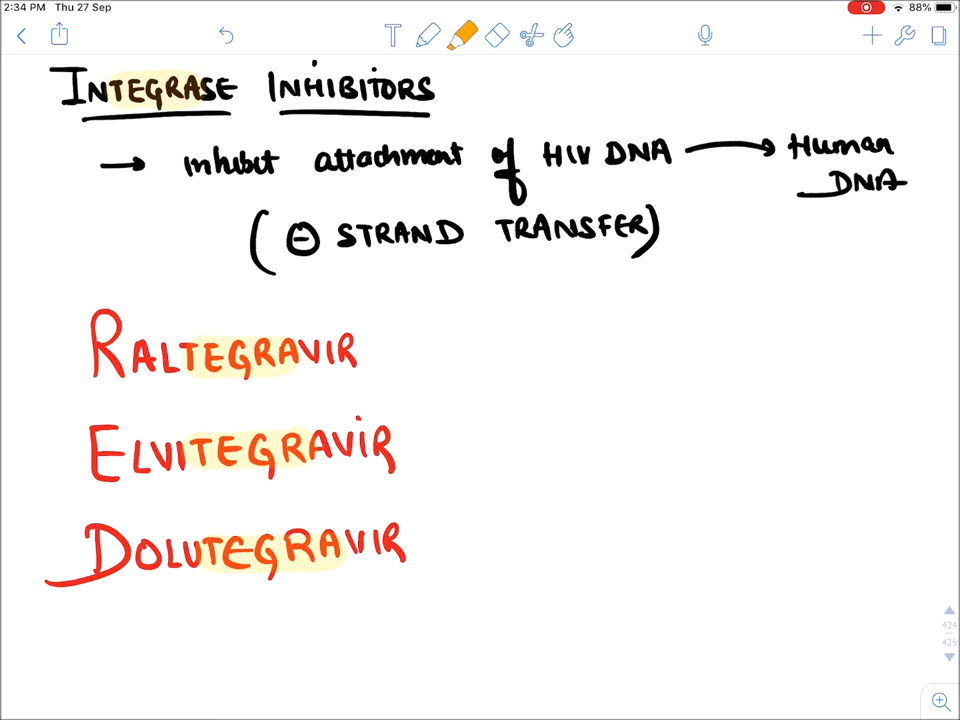 2:34 PM Thu 27 Sep 88%
INTEGRASE INHIBITORS
→ Inhibit attachment of HIV DNA → Human
DNA
(⊖ STRAND TRANSFER)
RALTEGRAVIR
ELVITEGRAVIR
DOLUTEGRAVIR
424
425